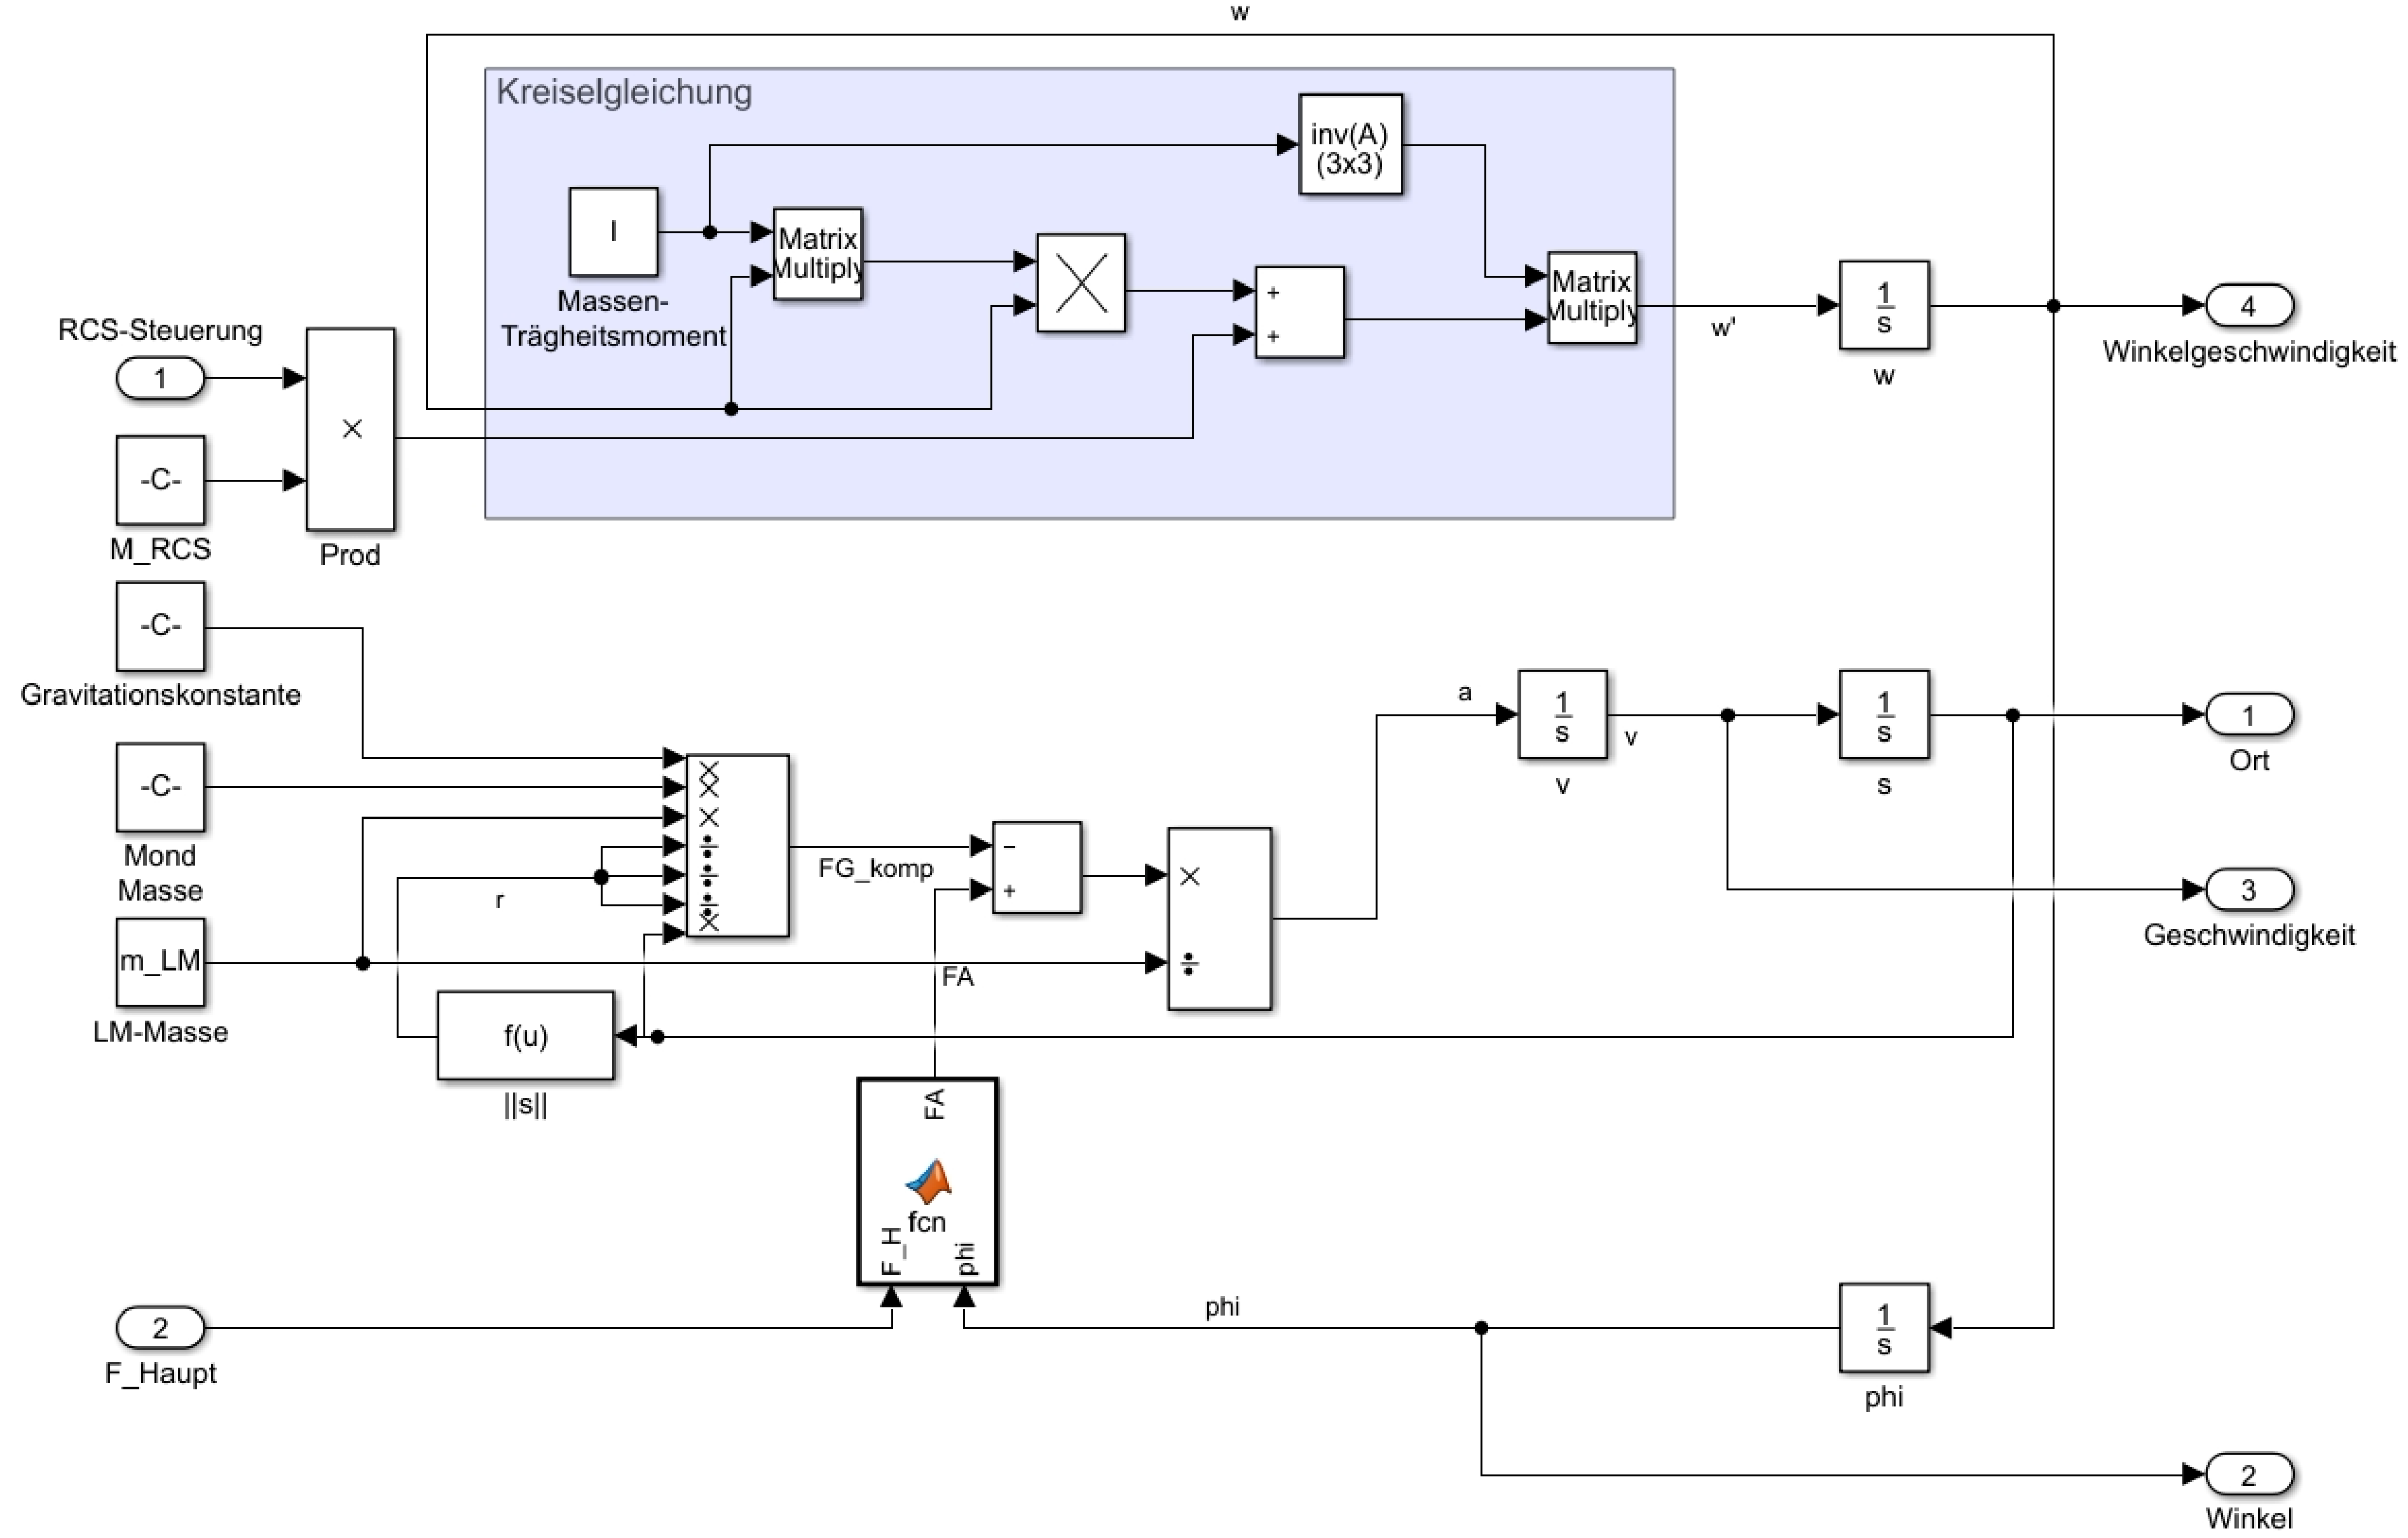 w
Kreiselgleichung
inv(A)
(3x3)
I
Massen-
Trägheitsmoment
Matrix
Multiply
+
+
Matrix
Multiply
w'
1
s
w
4
Winkelgeschwindigkeit
RCS-Steuerung
1
×
-C-
M_RCS
Prod
-C-
Gravitationskonstante
-C-
Mond
Masse
m_LM
LM-Masse
×
×
×
÷
÷
÷
×
r
FG_komp
−
+
FA
×
÷
a
1
s
v
v
1
s
s
1
Ort
3
Geschwindigkeit
f(u)
||s||
FA
fcn
F_H
phi
2
F_Haupt
phi
1
s
phi
2
Winkel